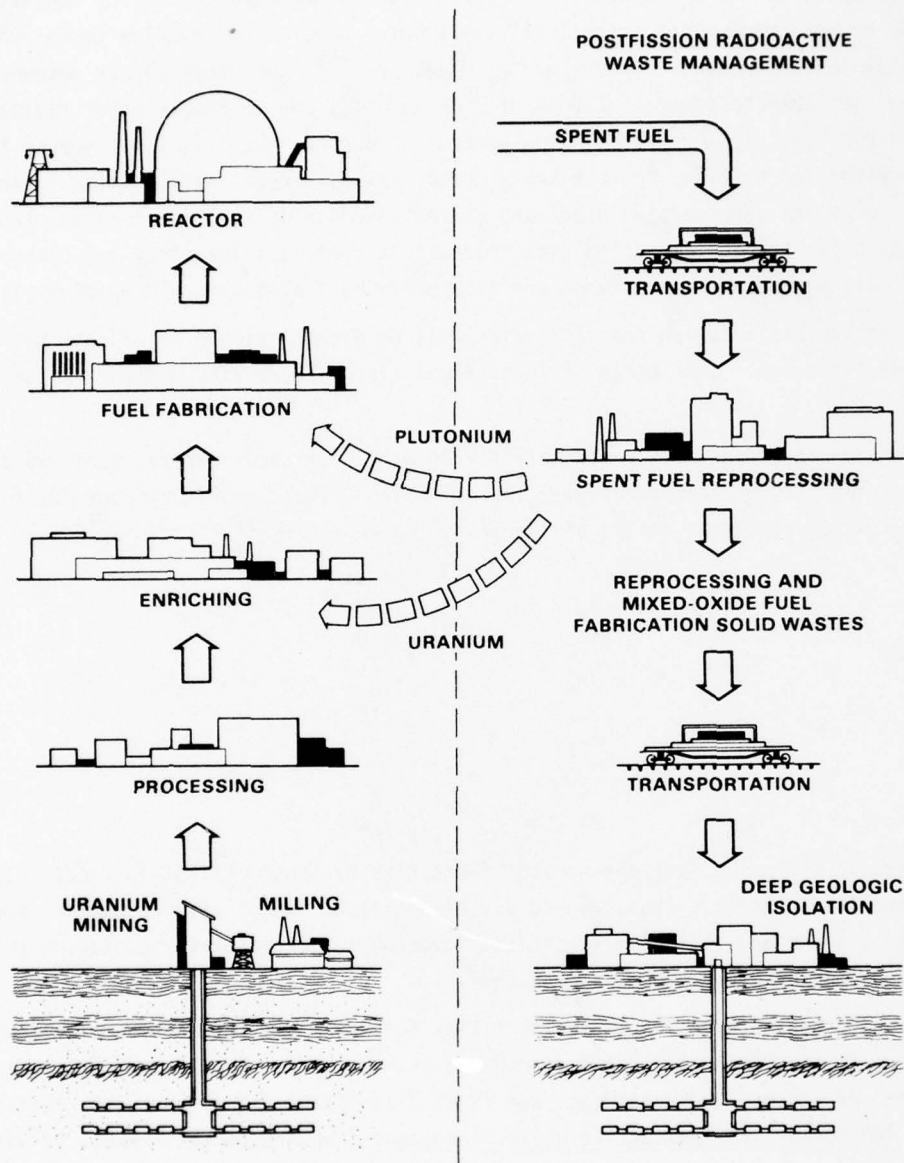 POSTFISSION RADIOACTIVE
WASTE MANAGEMENT
SPENT FUEL
REACTOR
TRANSPORTATION
FUEL FABRICATION
PLUTONIUM
SPENT FUEL REPROCESSING
ENRICHING
URANIUM
REPROCESSING AND
MIXED-OXIDE FUEL
FABRICATION SOLID WASTES
PROCESSING
TRANSPORTATION
URANIUM
MINING
MILLING
DEEP GEOLOGIC
ISOLATION